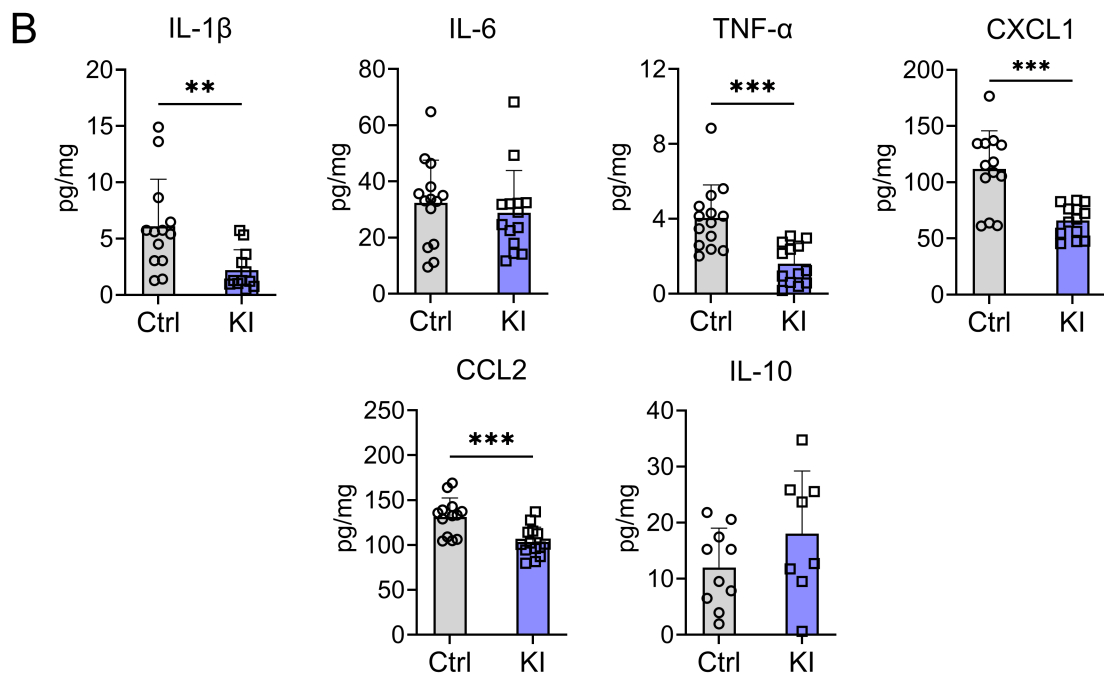 B
IL-1β
pg/mg
20
15
10
5
0
**
Ctrl KI
IL-6
pg/mg
80
60
40
20
0
Ctrl KI
TNF-α
pg/mg
12
8
4
0
***
Ctrl KI
CXCL1
pg/mg
200
150
100
50
0
***
Ctrl KI
CCL2
pg/mg
250
200
150
100
50
0
***
Ctrl KI
IL-10
pg/mg
40
30
20
10
0
Ctrl KI